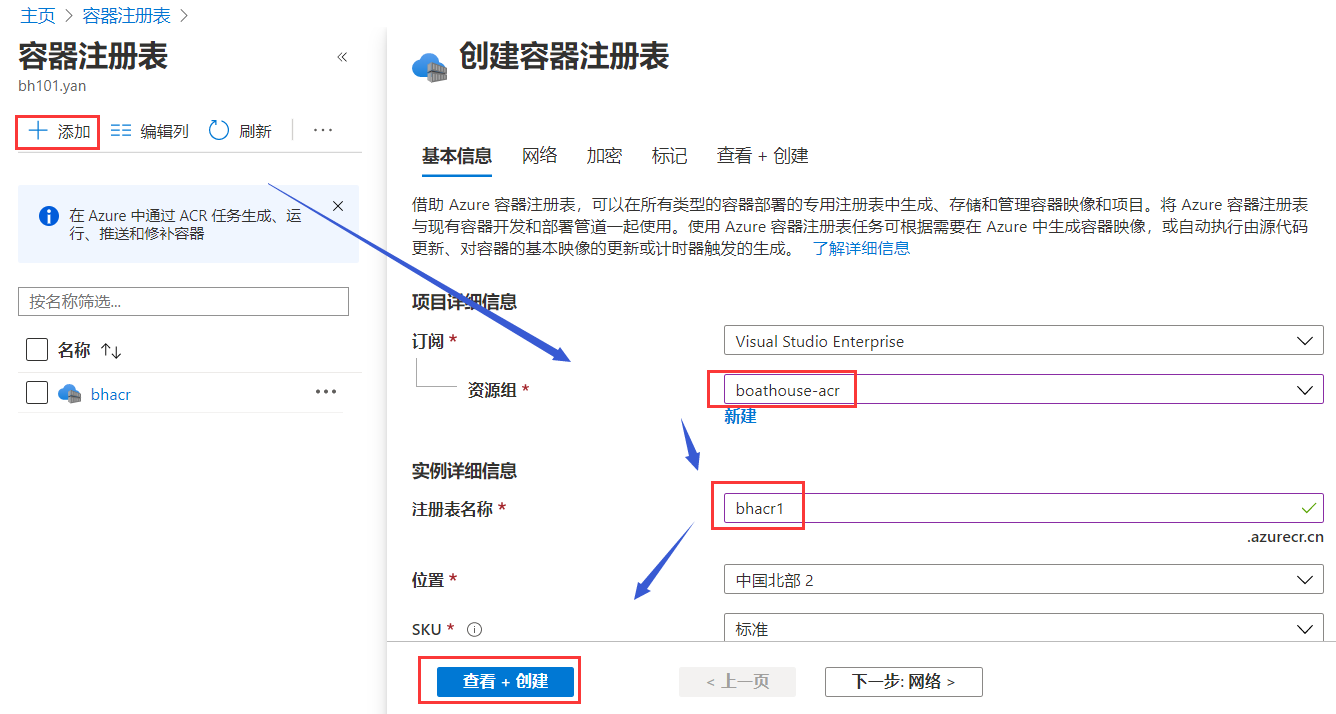 主页 > 容器注册表 >
容器注册表
«
bh101.yan
添加
编辑列
刷新
···
在 Azure 中通过 ACR 任务生成、运
行、推送和修补容器
按名称筛选...
名称 ↑↓
bhacr
···
创建容器注册表
基本信息
网络
加密
标记
查看 + 创建
借助 Azure 容器注册表，可以在所有类型的容器部署的专用注册表中生成、存储和管理容器映像和项目。将 Azure 容器注册表
与现有容器开发和部署管道一起使用。使用 Azure 容器注册表任务可根据需要在 Azure 中生成容器映像，或自动执行由源代码
更新、对容器的基本映像的更新或计时器触发的生成。 了解详细信息
项目详细信息
订阅 *
Visual Studio Enterprise
资源组 *
boathouse-acr
新建
实例详细信息
注册表名称 *
bhacr1
.azurecr.cn
位置 *
中国北部 2
SKU *
标准
查看 + 创建
< 上一页
下一步: 网络 >